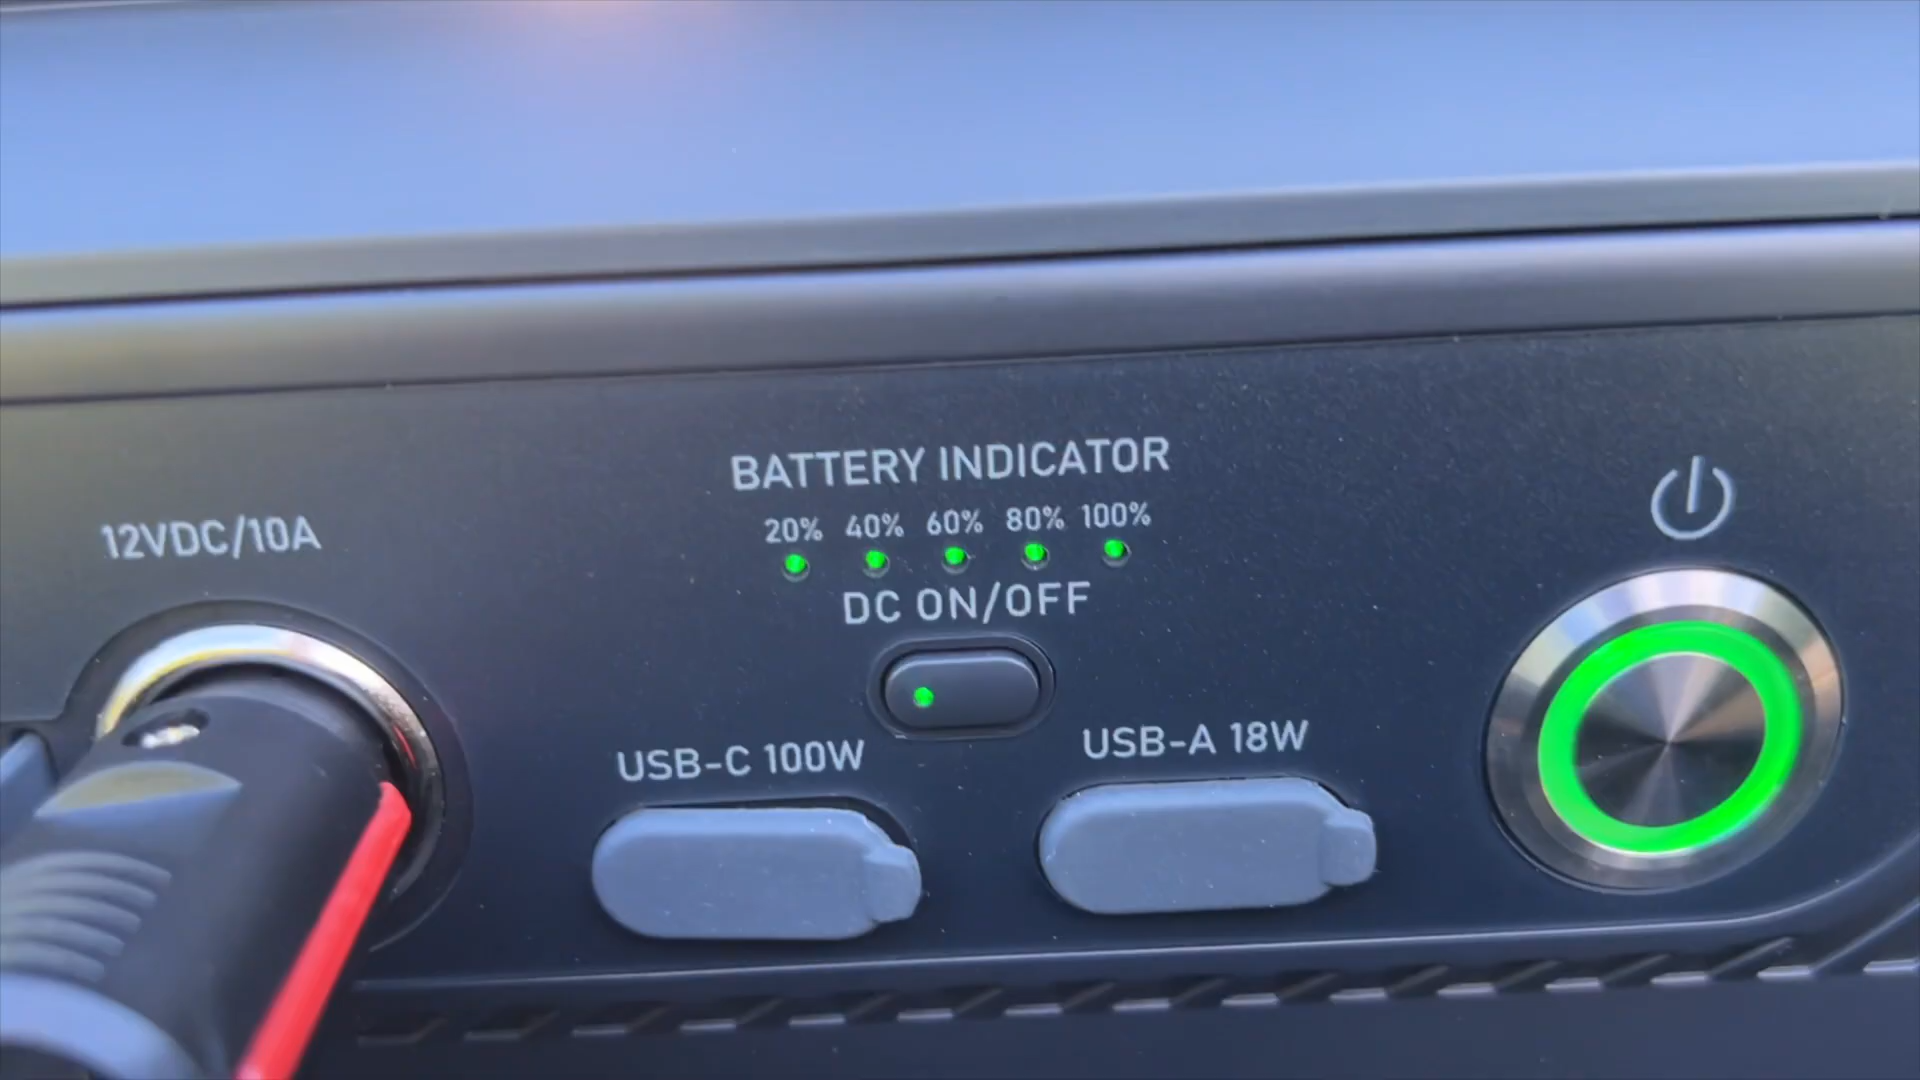 BATTERY INDICATOR
20% 40% 60% 80% 100%
12VDC/10A
DC ON/OFF
USB-C 100W
USB-A 18W